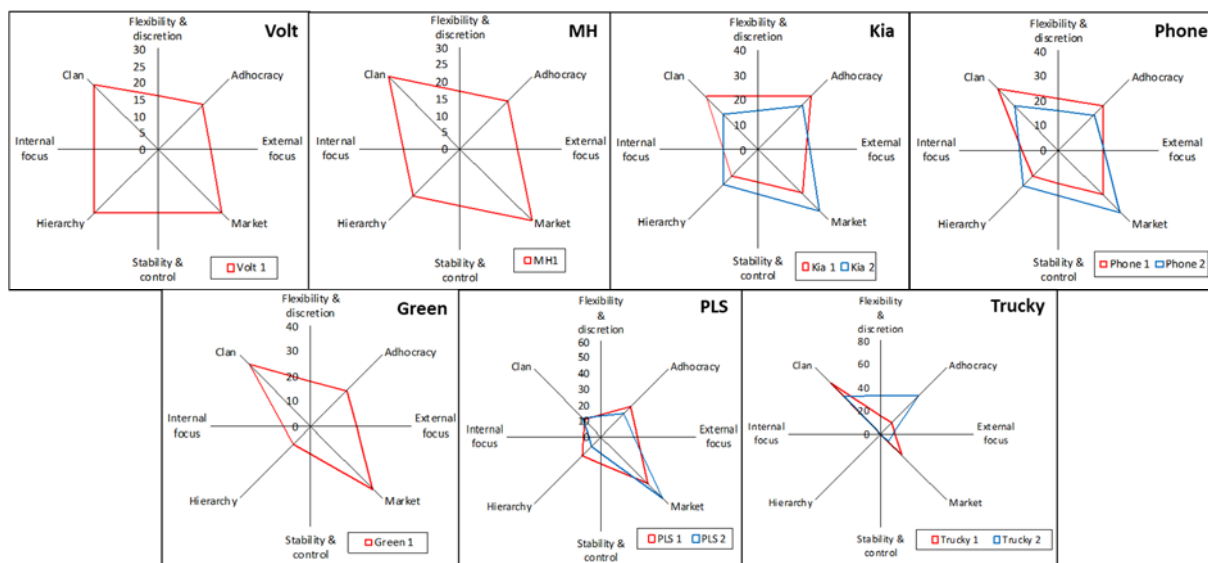 Volt
Flexibility &
discretion
30
25
20
15
10
5
0
Clan
Adhocracy
Internal
focus
External
focus
Hierarchy
Market
Stability &
control
Volt 1
MH
Flexibility &
discretion
30
25
20
15
10
5
0
Clan
Adhocracy
Internal
focus
External
focus
Hierarchy
Market
Stability &
control
MH1
Kia
Flexibility &
discretion
40
30
20
10
0
Clan
Adhocracy
Internal
focus
External
focus
Hierarchy
Market
Stability &
control
Kia 1 Kia 2
Phone
Flexibility &
discretion
40
30
20
10
0
Clan
Adhocracy
Internal
focus
External
focus
Hierarchy
Market
Stability &
control
Phone 1 Phone 2
Green
Flexibility &
discretion
40
30
20
10
0
Clan
Adhocracy
Internal
focus
External
focus
Hierarchy
Market
Stability &
control
Green 1
PLS
Flexibility
&
discretion
60
50
40
30
20
10
0
Clan
Adhocracy
Internal
focus
External
focus
Hierarchy
Market
Stability &
control
PLS 1 PLS 2
Trucky
Flexibility
&
discretion
80
60
40
20
0
Clan
Adhocracy
Internal
focus
External
focus
Hierarchy
Market
Stability &
control
Trucky 1 Trucky 2